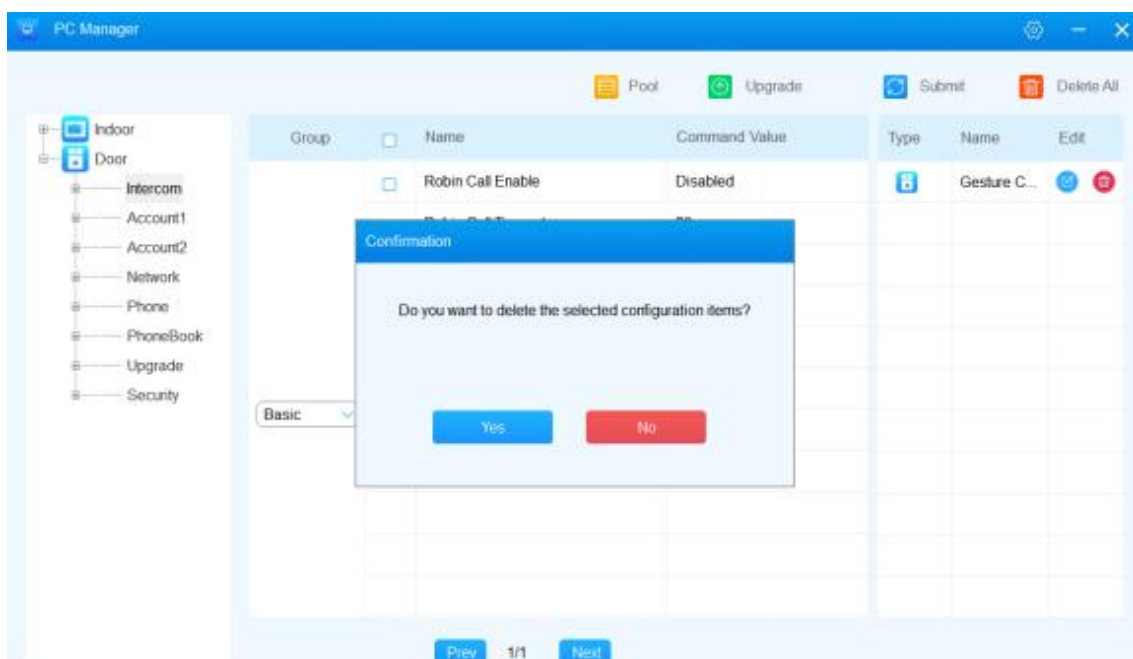 PC Manager
Pool Upgrade Submit Delete All
Indoor
Door
Intercom
Account1
Account2
Network
Phone
PhoneBook
Upgrade
Security
Group Name Command Value
Robin Call Enable Disabled
Basic
Type Name Edit
Gesture C...
Confirmation
Do you want to delete the selected configuration items?
Yes No
Prev 1/1 Next